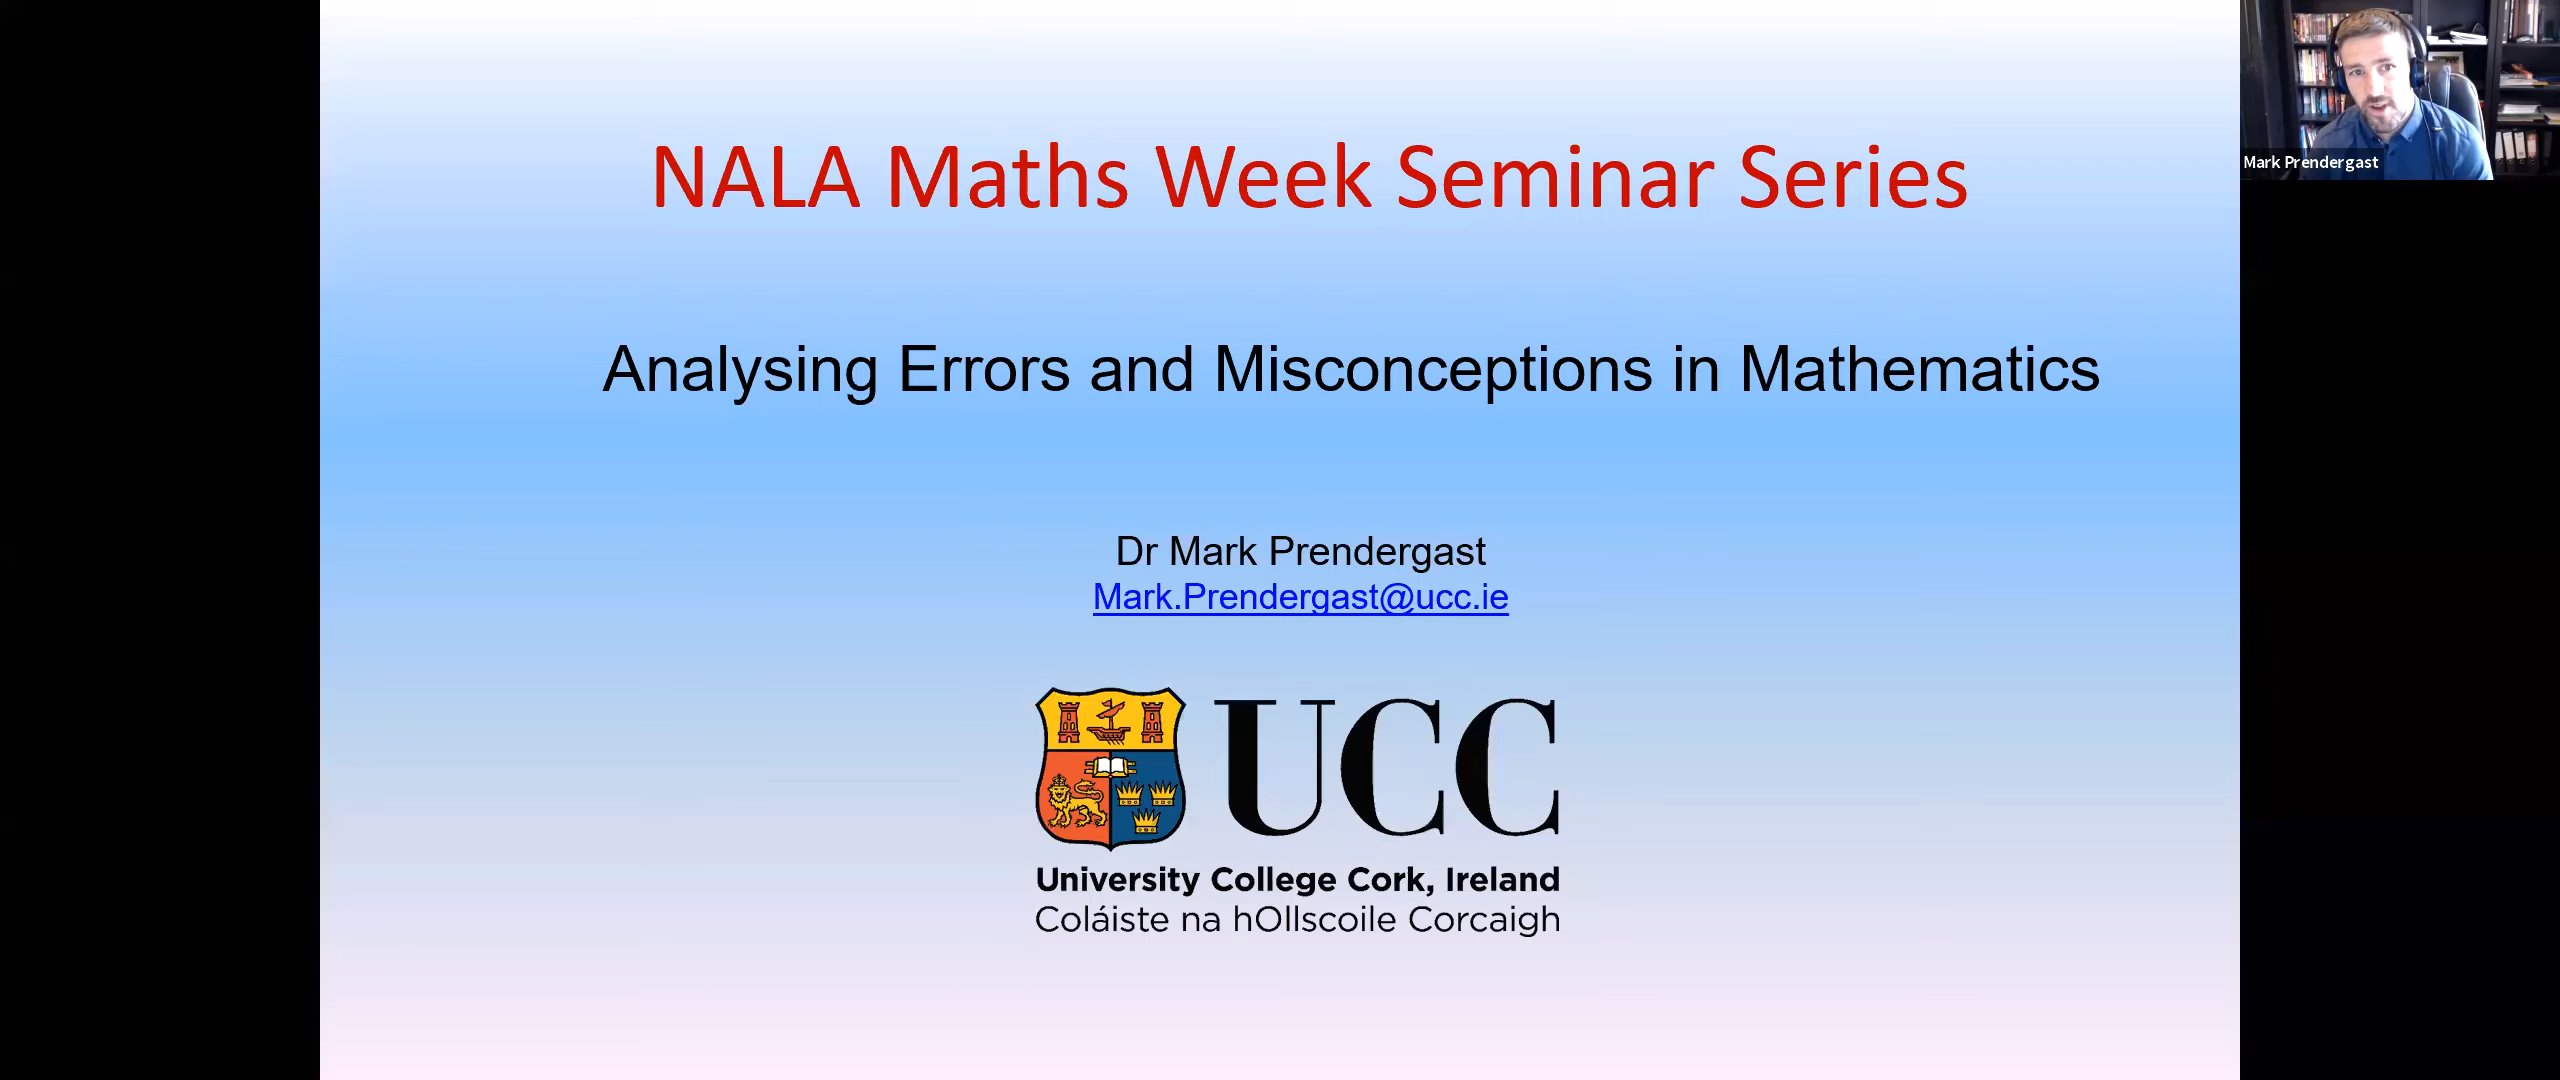 NALA Maths Week Seminar Series
Mark Prendergast
Analysing Errors and Misconceptions in Mathematics
Dr Mark Prendergast
Mark.Prendergast@ucc.ie
UCC
University College Cork, Ireland
Coláiste na hOllscoile Corcaigh